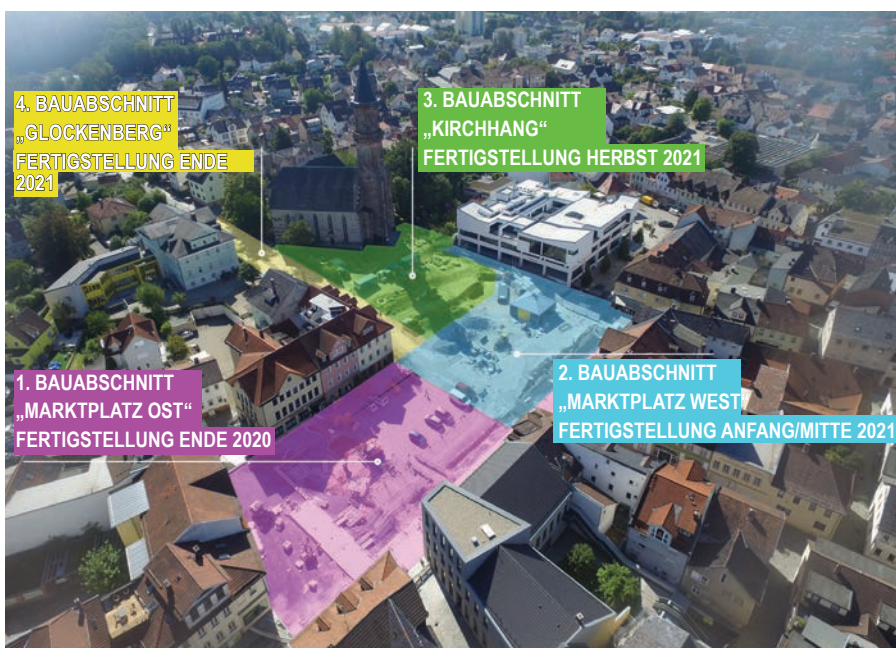 4. BAUABSCHNITT
„GLOCKENBERG“
FERTIGSTELLUNG ENDE
2021
3. BAUABSCHNITT
„KIRCHHANG“
FERTIGSTELLUNG HERBST 2021
1. BAUABSCHNITT
„MARKTPLATZ OST“
FERTIGSTELLUNG ENDE 2020
2. BAUABSCHNITT
„MARKTPLATZ WEST
FERTIGSTELLUNG ANFANG/MITTE 2021